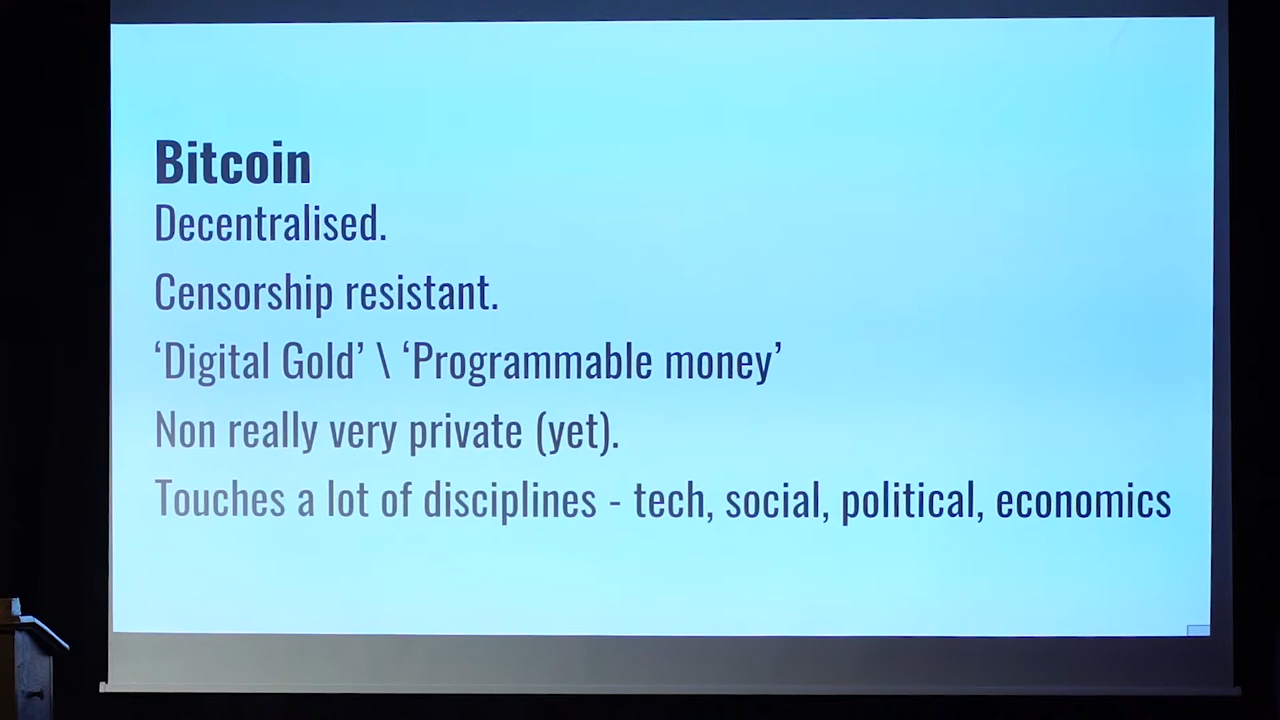 Bitcoin
Decentralised.
Censorship resistant.
‘Digital Gold’ \ ‘Programmable money’
Non really very private (yet).
Touches a lot of disciplines - tech, social, political, economics